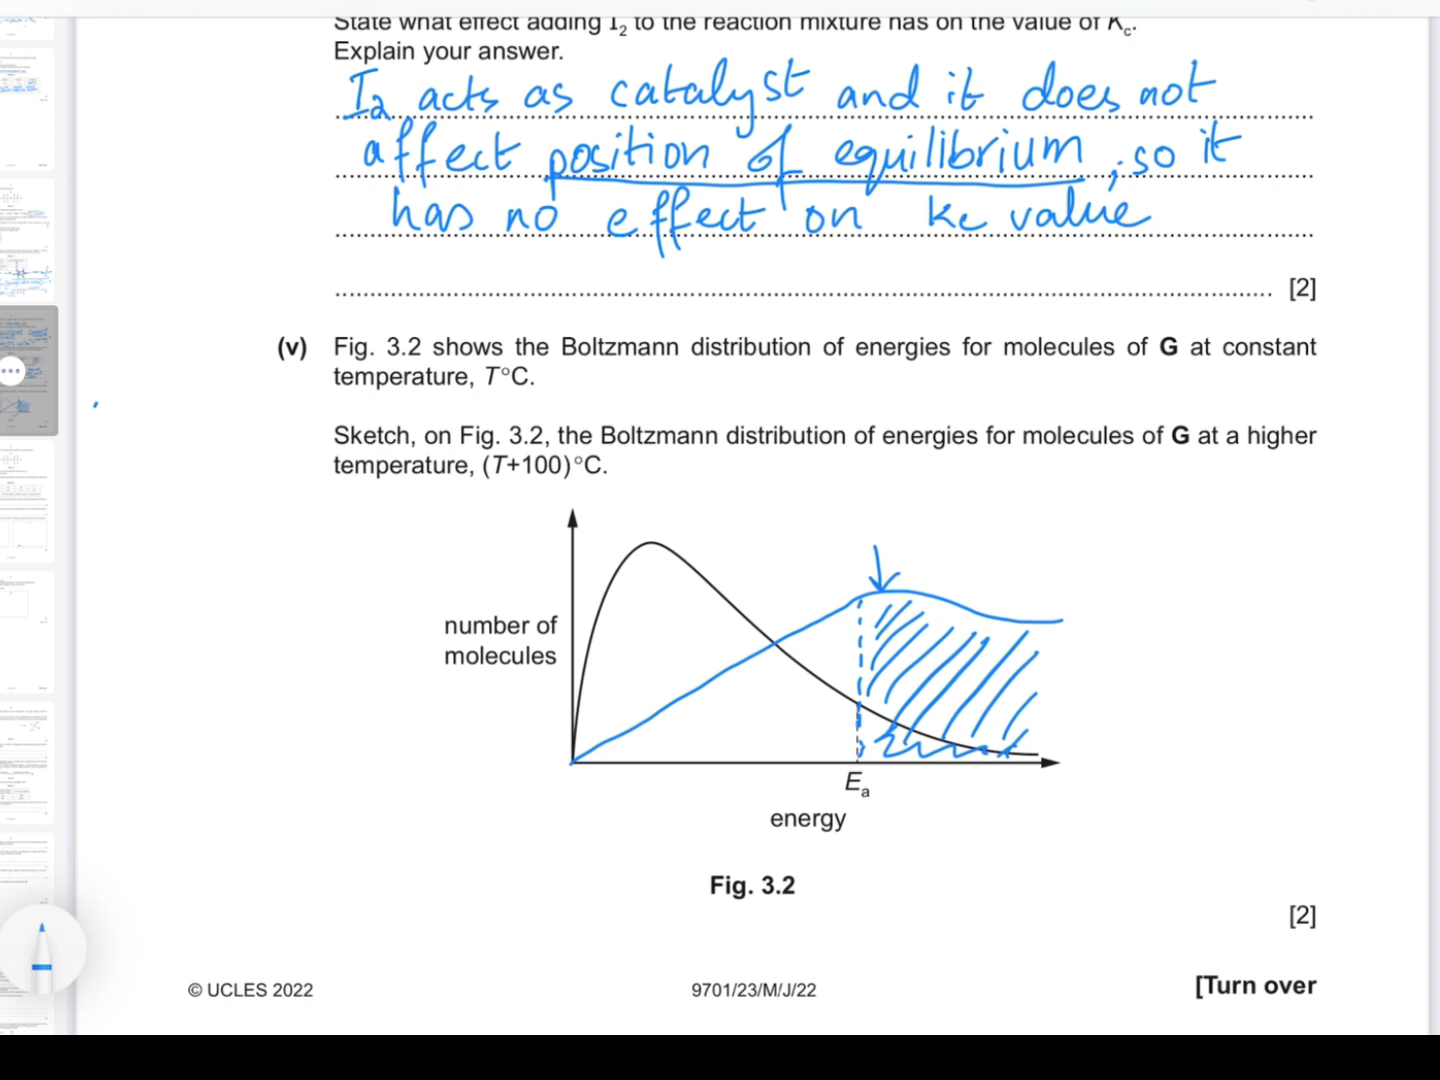 State what effect adding I2 to the reaction mixture has on the value of Kc.
Explain your answer.
I2 acts as catalyst and it does not
affect position of equilibrium, so it
has no effect on kc value
[2]
(v) Fig. 3.2 shows the Boltzmann distribution of energies for molecules of G at constant
temperature, T°C.
Sketch, on Fig. 3.2, the Boltzmann distribution of energies for molecules of G at a higher
temperature, (T+100)°C.
number of
molecules
Ea
energy
Fig. 3.2
[2]
© UCLES 2022
9701/23/M/J/22
[Turn over